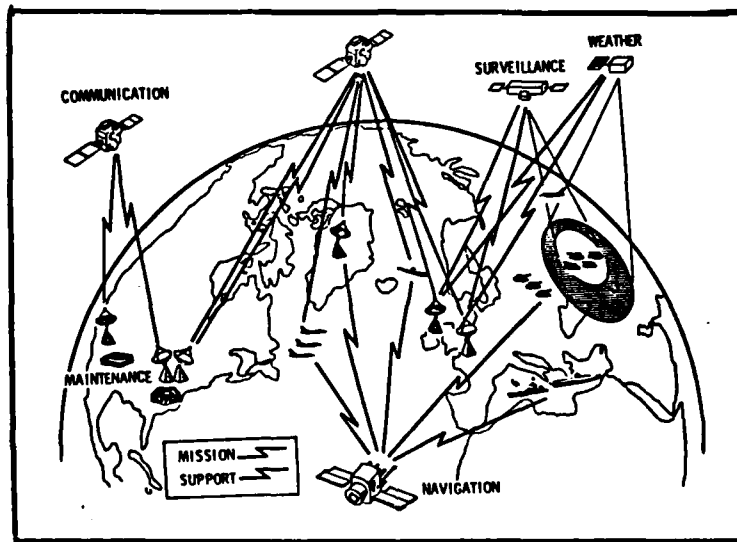 WEATHER
SURVEILLANCE
COMMUNICATION
MAINTENANCE
MISSION
SUPPORT
NAVIGATION